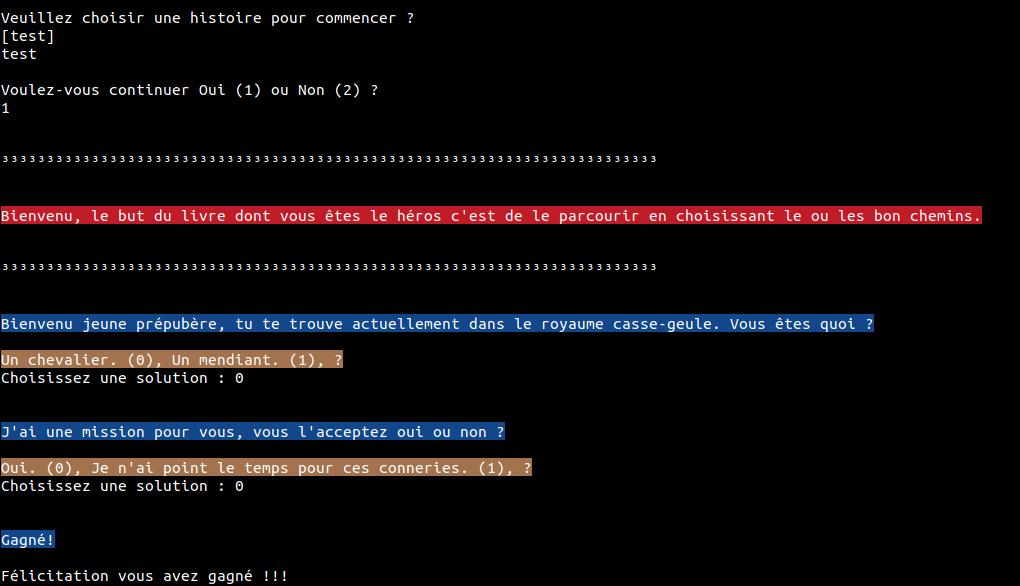 Veuillez choisir une histoire pour commencer ?
[test]
test
Voulez-vous continuer Oui (1) ou Non (2) ?
1
³³³³³³³³³³³³³³³³³³³³³³³³³³³³³³³³³³³³³³³³³³³³³³³³³³³³³³³³³³³³³³³³³³³³³³³³³
Bienvenu, le but du livre dont vous êtes le héros c'est de le parcourir en choisissant le ou les bon chemins.
³³³³³³³³³³³³³³³³³³³³³³³³³³³³³³³³³³³³³³³³³³³³³³³³³³³³³³³³³³³³³³³³³³³³³³³³³
Bienvenu jeune prépubère, tu te trouve actuellement dans le royaume casse-geule. Vous êtes quoi ?
Un chevalier. (0), Un mendiant. (1), ?
Choisissez une solution : 0
J'ai une mission pour vous, vous l'acceptez oui ou non ?
Oui. (0), Je n'ai point le temps pour ces conneries. (1), ?
Choisissez une solution : 0
Gagné!
Félicitation vous avez gagné !!!